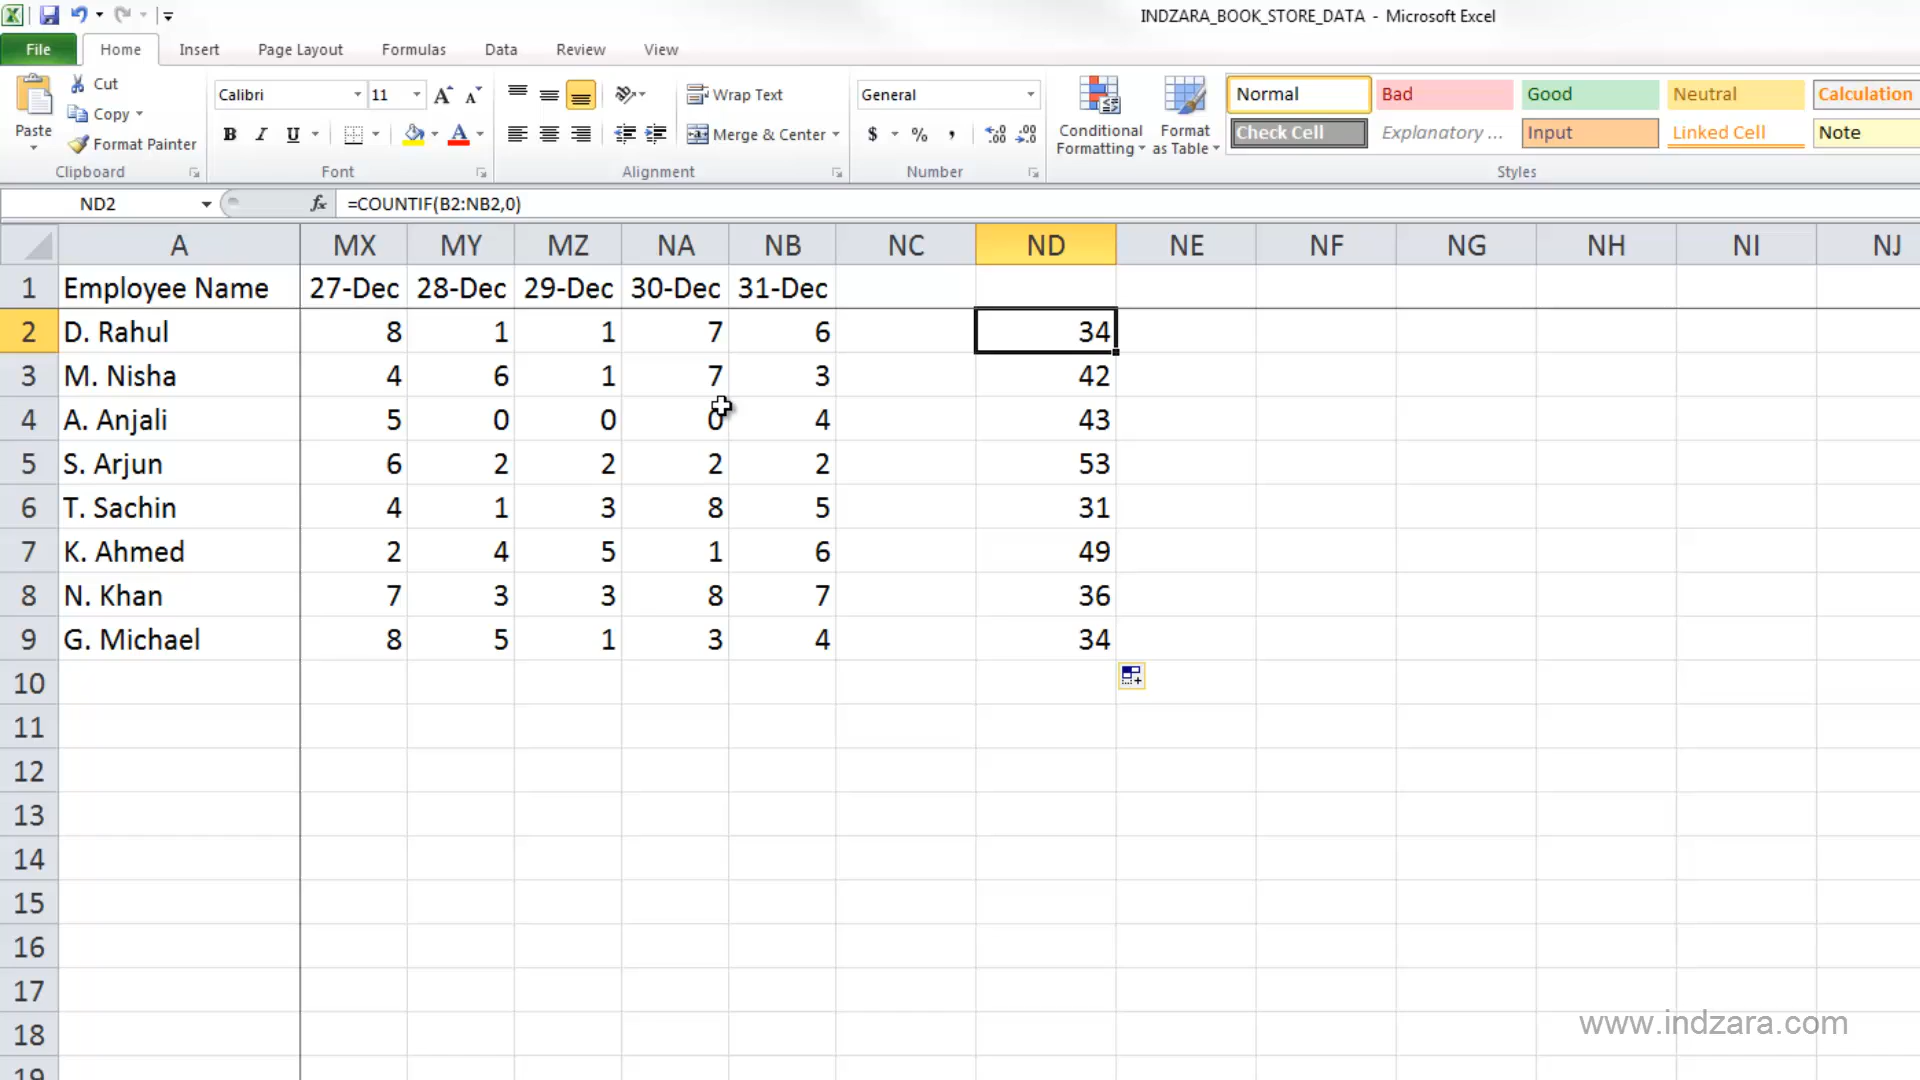 INDZARA_BOOK_STORE_DATA - Microsoft Excel
File Home Insert Page Layout Formulas Data Review View
Paste Cut Copy Format Painter
Calibri 11
Wrap Text
Merge & Center
General
Conditional Formatting
Format as Table
Normal Bad Good Neutral Calculation
Check Cell Explanatory ... Input Linked Cell Note
Clipboard Font Alignment Number Styles
ND2 fx =COUNTIF(B2:NB2,0)
A MX MY MZ NA NB NC ND NE NF NG NH NI NJ
1 Employee Name 27-Dec 28-Dec 29-Dec 30-Dec 31-Dec
2 D. Rahul 8 1 1 7 6 34
3 M. Nisha 4 6 1 7 3 42
4 A. Anjali 5 0 0 0 4 43
5 S. Arjun 6 2 2 2 2 53
6 T. Sachin 4 1 3 8 5 31
7 K. Ahmed 2 4 5 1 6 49
8 N. Khan 7 3 3 8 7 36
9 G. Michael 8 5 1 3 4 34
10
11
12
13
14
15
16
17
18
19
www.indzara.com